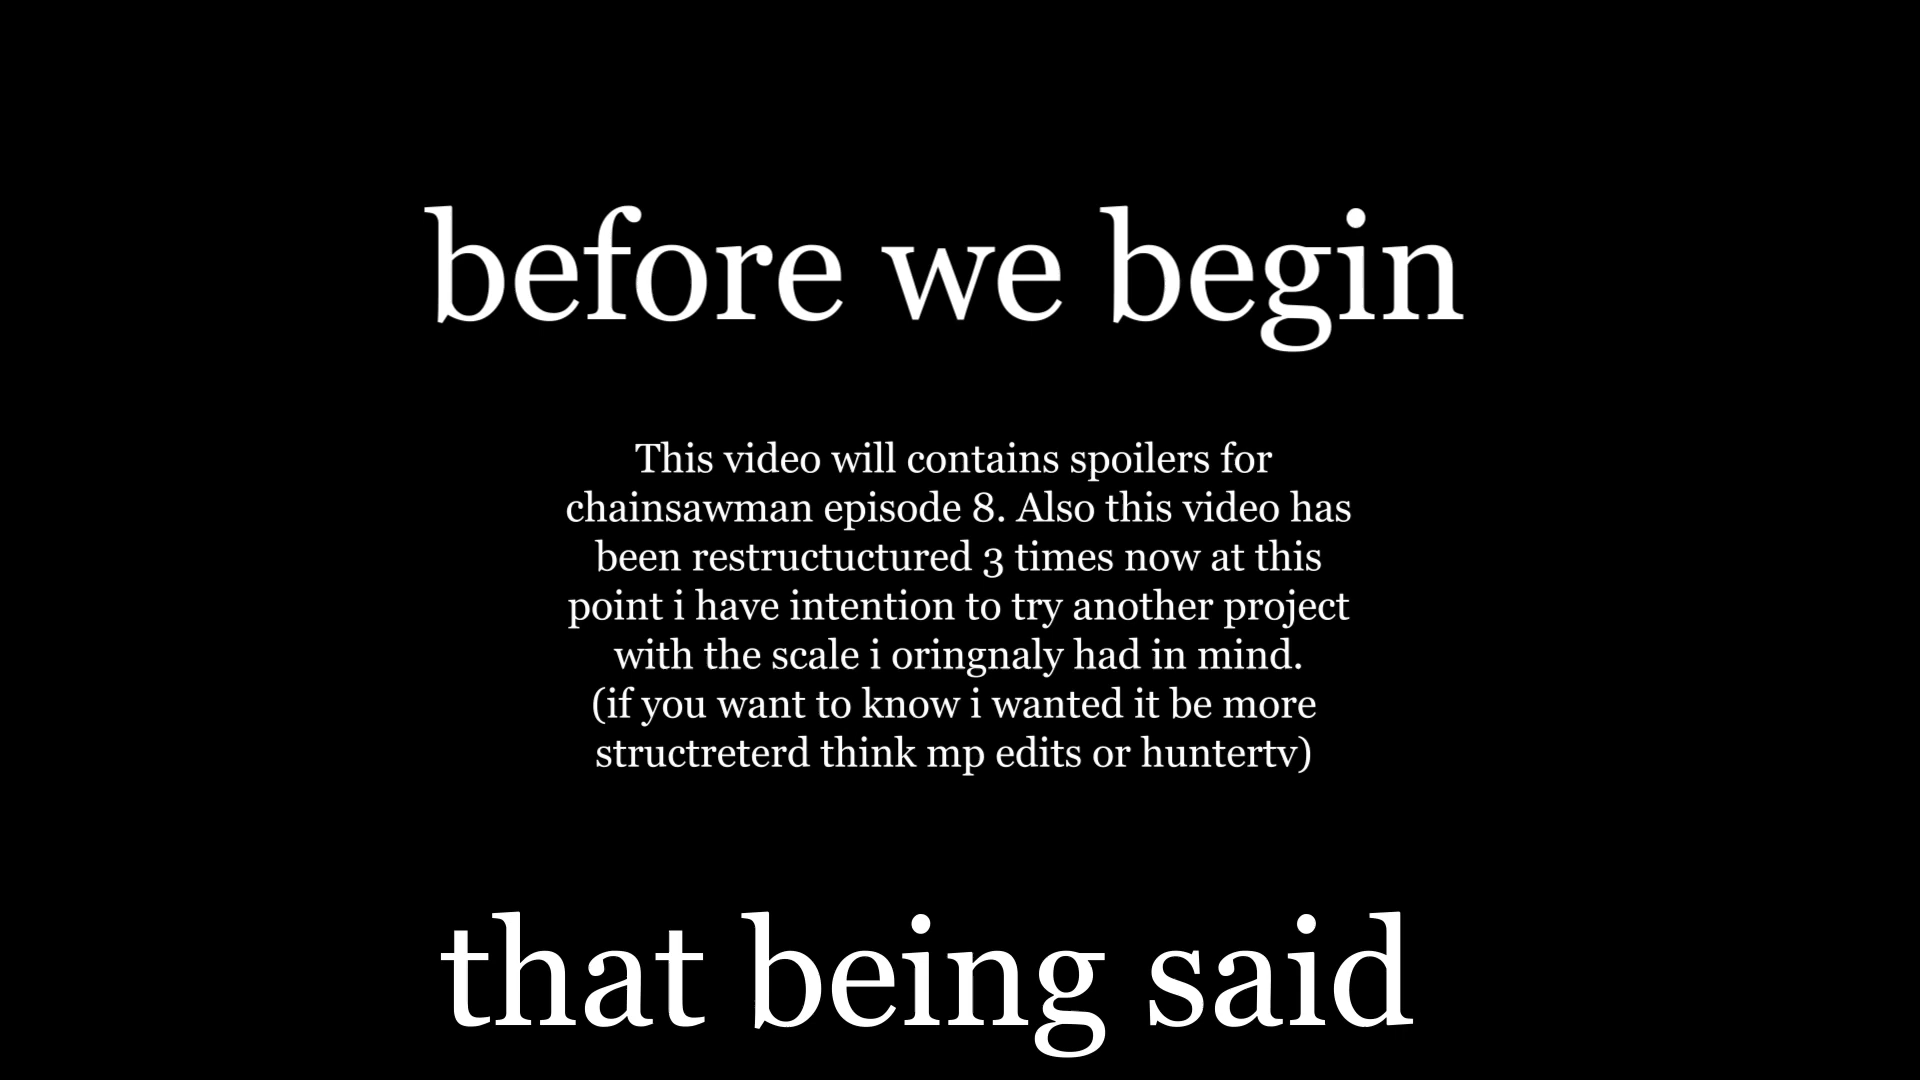 before we begin
This video will contains spoilers for
chainsawman episode 8. Also this video has
been restructuctured 3 times now at this
point i have intention to try another project
with the scale i oringnaly had in mind.
(if you want to know i wanted it be more
structreterd think mp edits or huntertv)
that being said